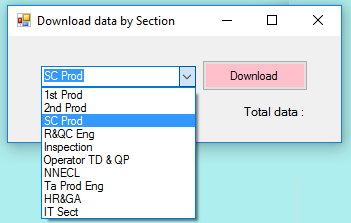 Download data by Section
SC Prod
Download
1st Prod
2nd Prod
SC Prod
R&QC Eng
Inspection
Operator TD & QP
NNECL
Ta Prod Eng
HR&GA
IT Sect
Total data :